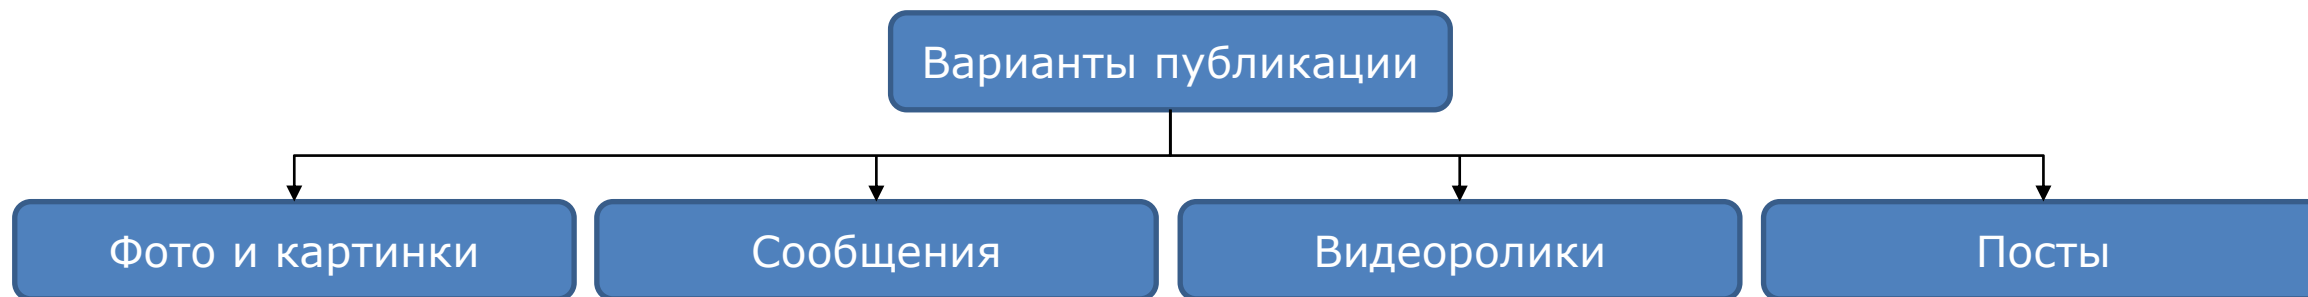 Варианты публикации
Фото и картинки
Сообщения
Видеоролики
Посты